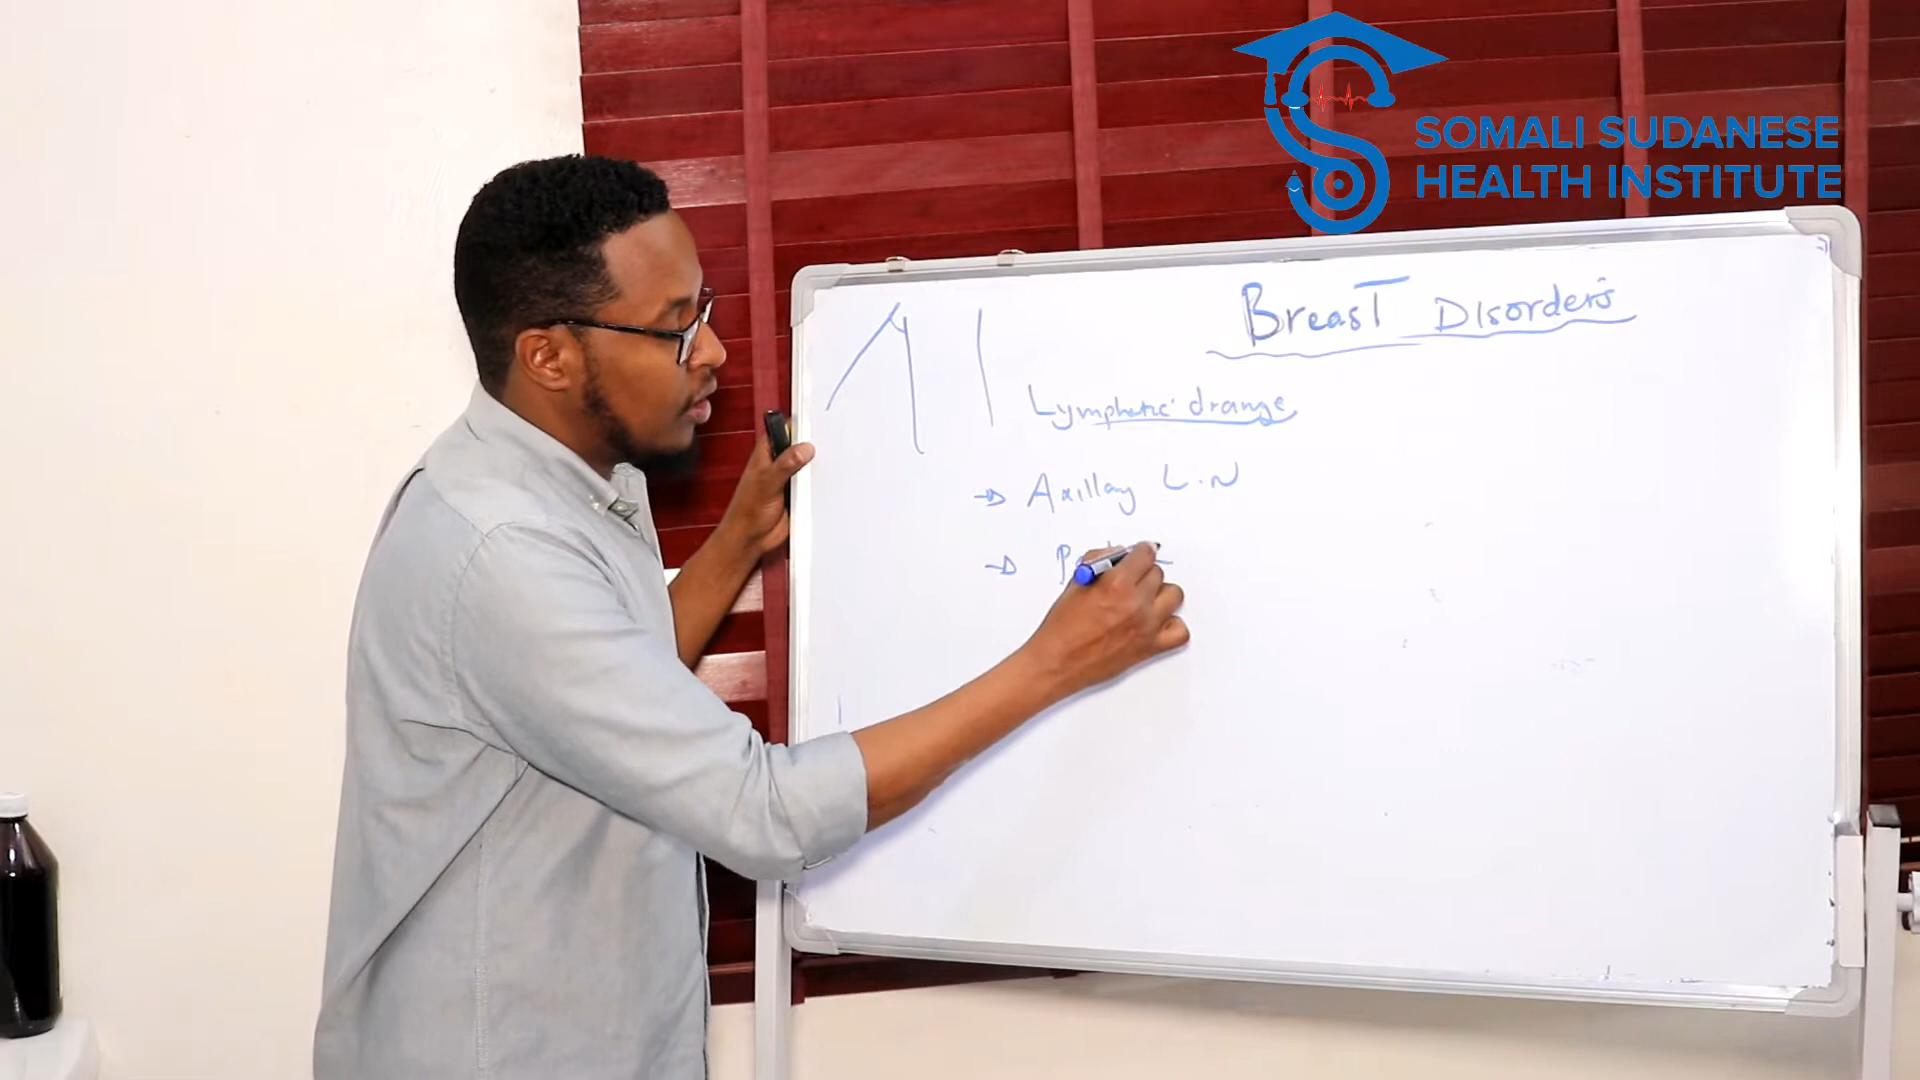 SOMALI SUDANESE
HEALTH INSTITUTE
Breast Disorders
Lymphatic drange
Axillay L.N